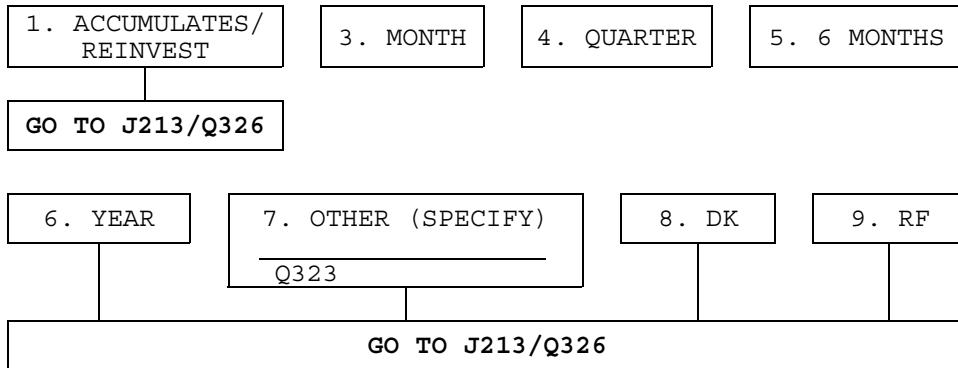 1. ACCUMULATES/
REINVEST
3. MONTH
4. QUARTER
5. 6 MONTHS
GO TO J213/Q326
6. YEAR
7. OTHER (SPECIFY)
Q323
8. DK
9. RF
GO TO J213/Q326